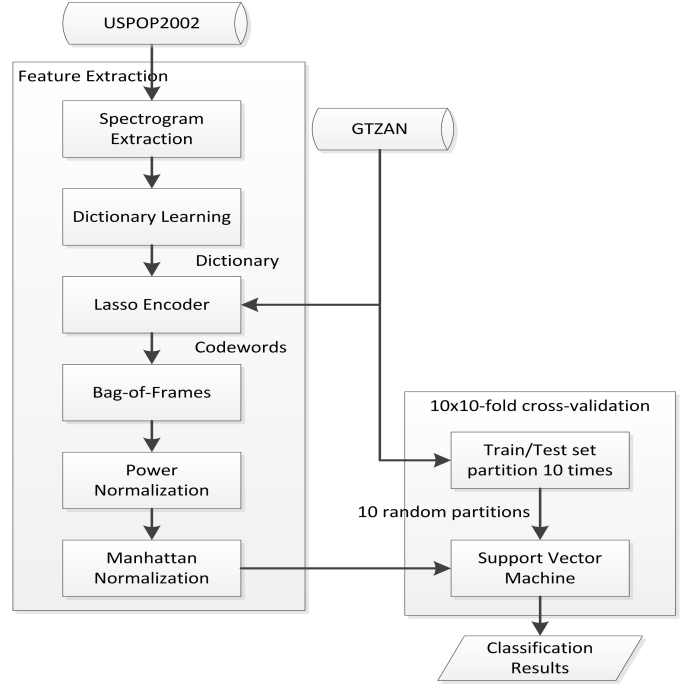 USPOP2002
Feature Extraction
Spectrogram
Extraction
GTZAN
Dictionary Learning
Dictionary
Lasso Encoder
Codewords
Bag-of-Frames
10x10-fold cross-validation
Train/Test set
partition 10 times
Power
Normalization
10 random partitions
Manhattan
Normalization
Support Vector
Machine
Classification
Results